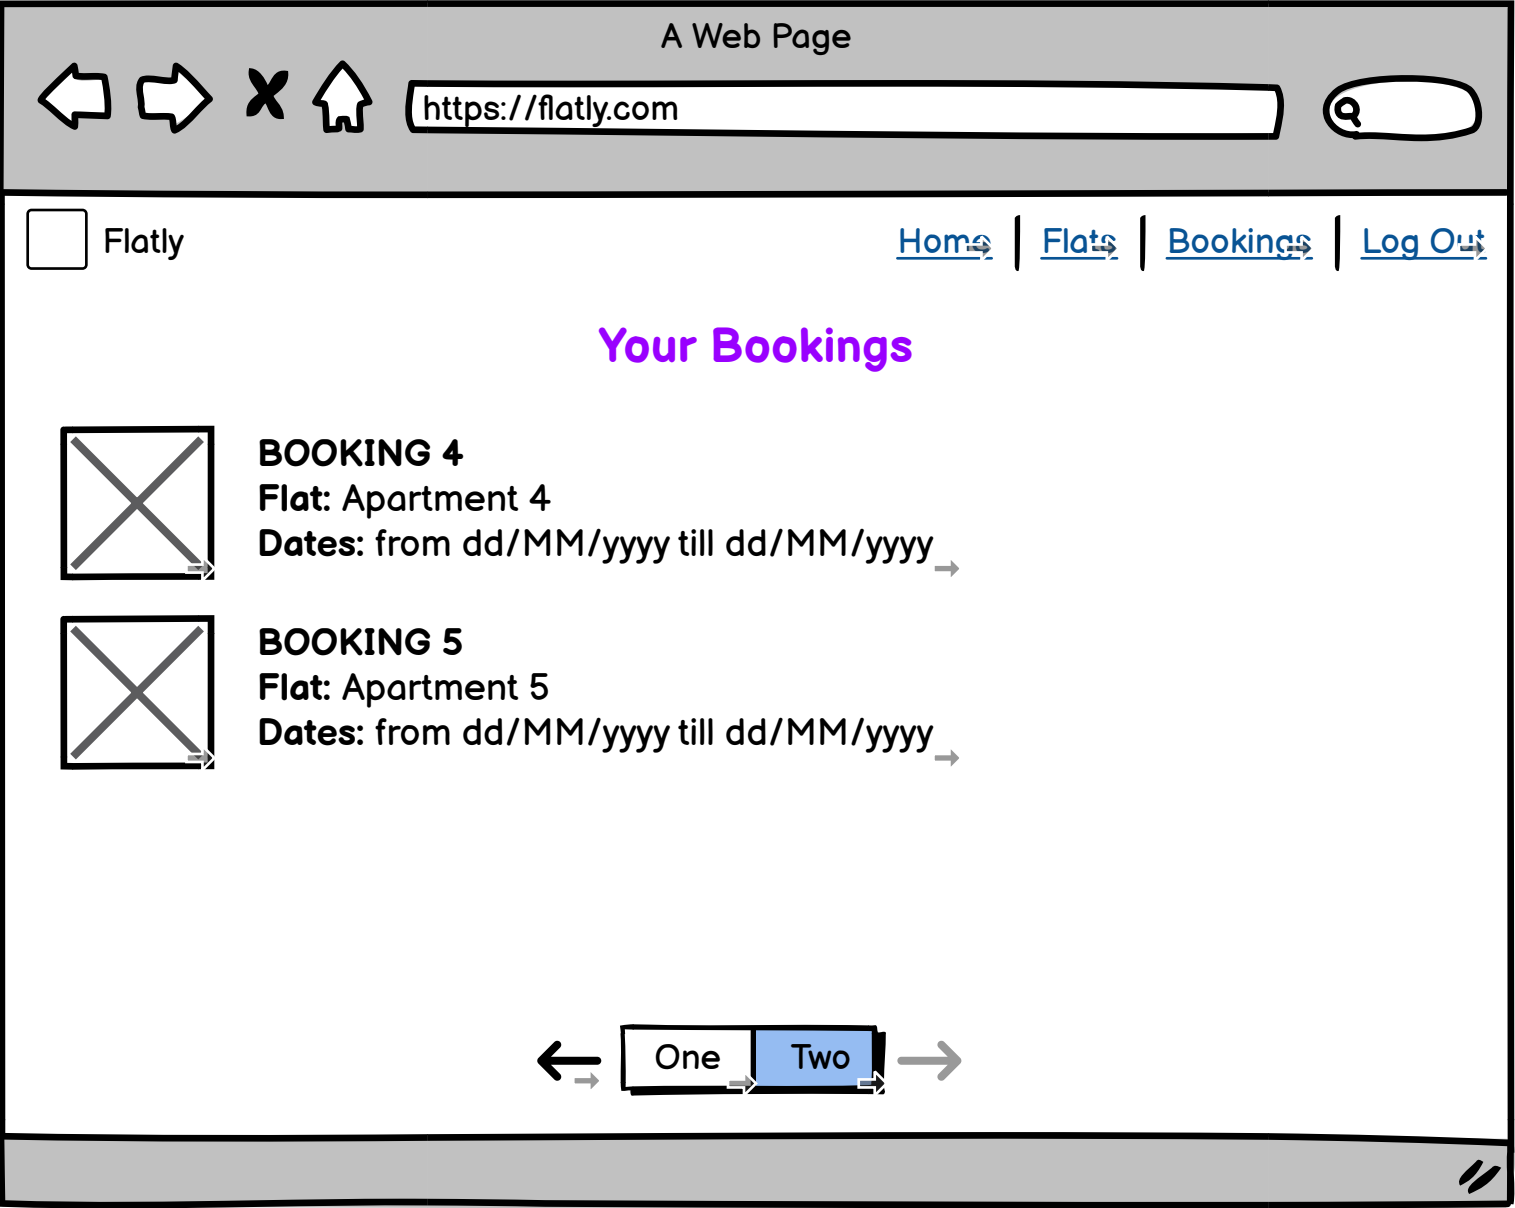 A Web Page
https://flatly.com
Flatly
Home
Flats
Bookings
Log Out
Your Bookings
BOOKING 4
Flat: Apartment 4
Dates: from dd/MM/yyyy till dd/MM/yyyy
BOOKING 5
Flat: Apartment 5
Dates: from dd/MM/yyyy till dd/MM/yyyy
One
Two